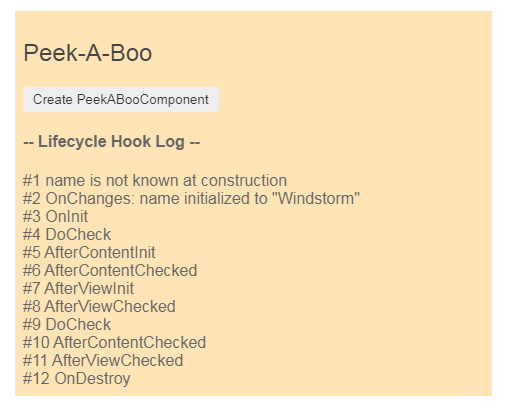 Peek-A-Boo
Create PeekABooComponent
-- Lifecycle Hook Log --
#1 name is not known at construction
#2 OnChanges: name initialized to "Windstorm"
#3 OnInit
#4 DoCheck
#5 AfterContentInit
#6 AfterContentChecked
#7 AfterViewInit
#8 AfterViewChecked
#9 DoCheck
#10 AfterContentChecked
#11 AfterViewChecked
#12 OnDestroy